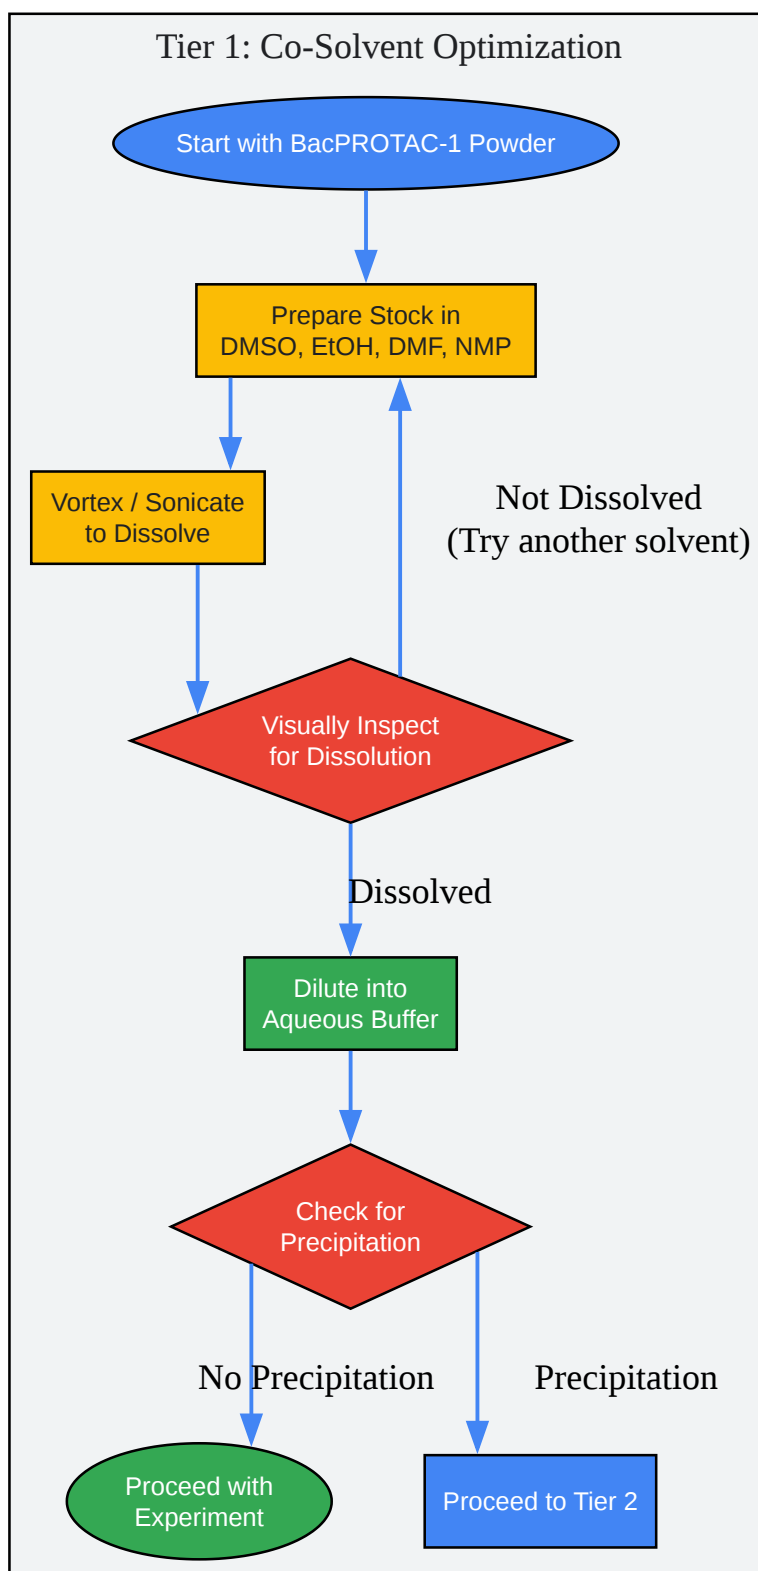 Tier 1: Co-Solvent Optimization
Start with BacPROTAC-1 Powder
Prepare Stock in
DMSO, EtOH, DMF, NMP
Vortex / Sonicate
to Dissolve
Not Dissolved
(Try another solvent)
Visually Inspect
for Dissolution
Dissolved
Dilute into
Aqueous Buffer
Check for
Precipitation
No Precipitation
Precipitation
Proceed with
Experiment
Proceed to Tier 2